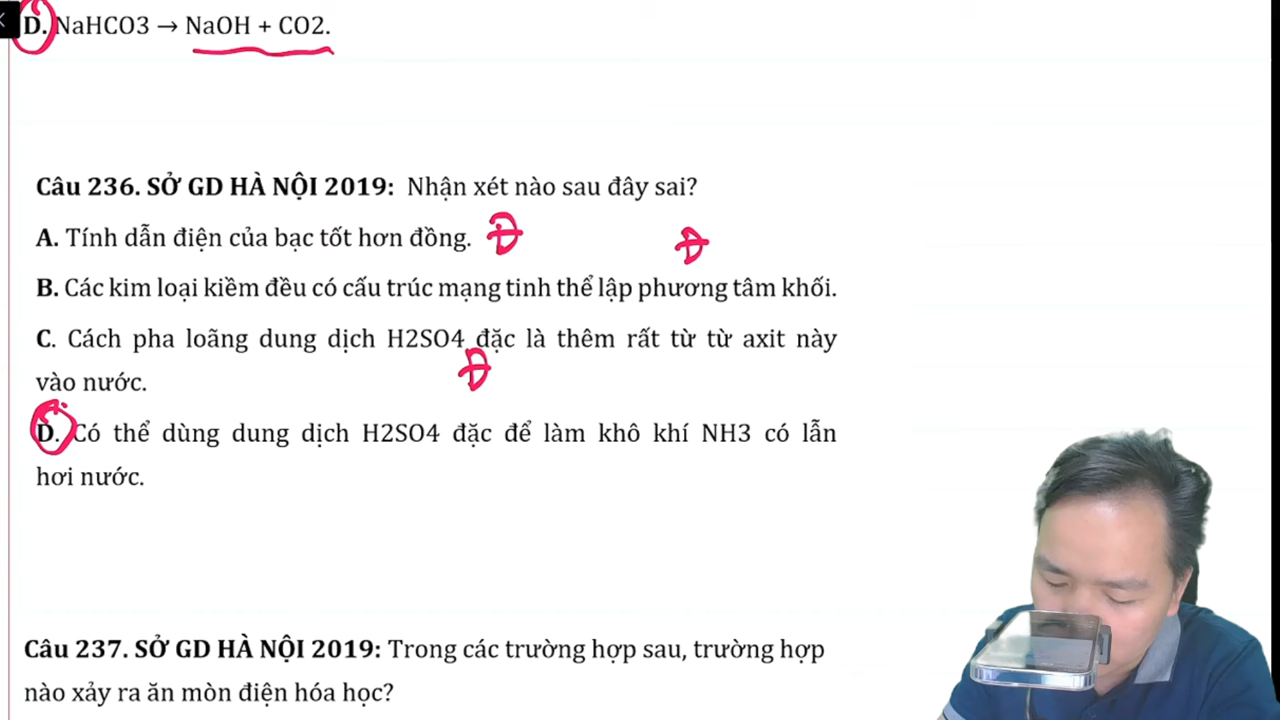 D. NaHCO3 → NaOH + CO2.
Câu 236. SỞ GD HÀ NỘI 2019: Nhận xét nào sau đây sai?
A. Tính dẫn điện của bạc tốt hơn đồng. Đ
Đ
B. Các kim loại kiềm đều có cấu trúc mạng tinh thể lập phương tâm khối.
C. Cách pha loãng dung dịch H2SO4 đặc là thêm rất từ từ axit này
vào nước. Đ
D. Có thể dùng dung dịch H2SO4 đặc để làm khô khí NH3 có lẫn
hơi nước.
Câu 237. SỞ GD HÀ NỘI 2019: Trong các trường hợp sau, trường hợp
nào xảy ra ăn mòn điện hóa học?